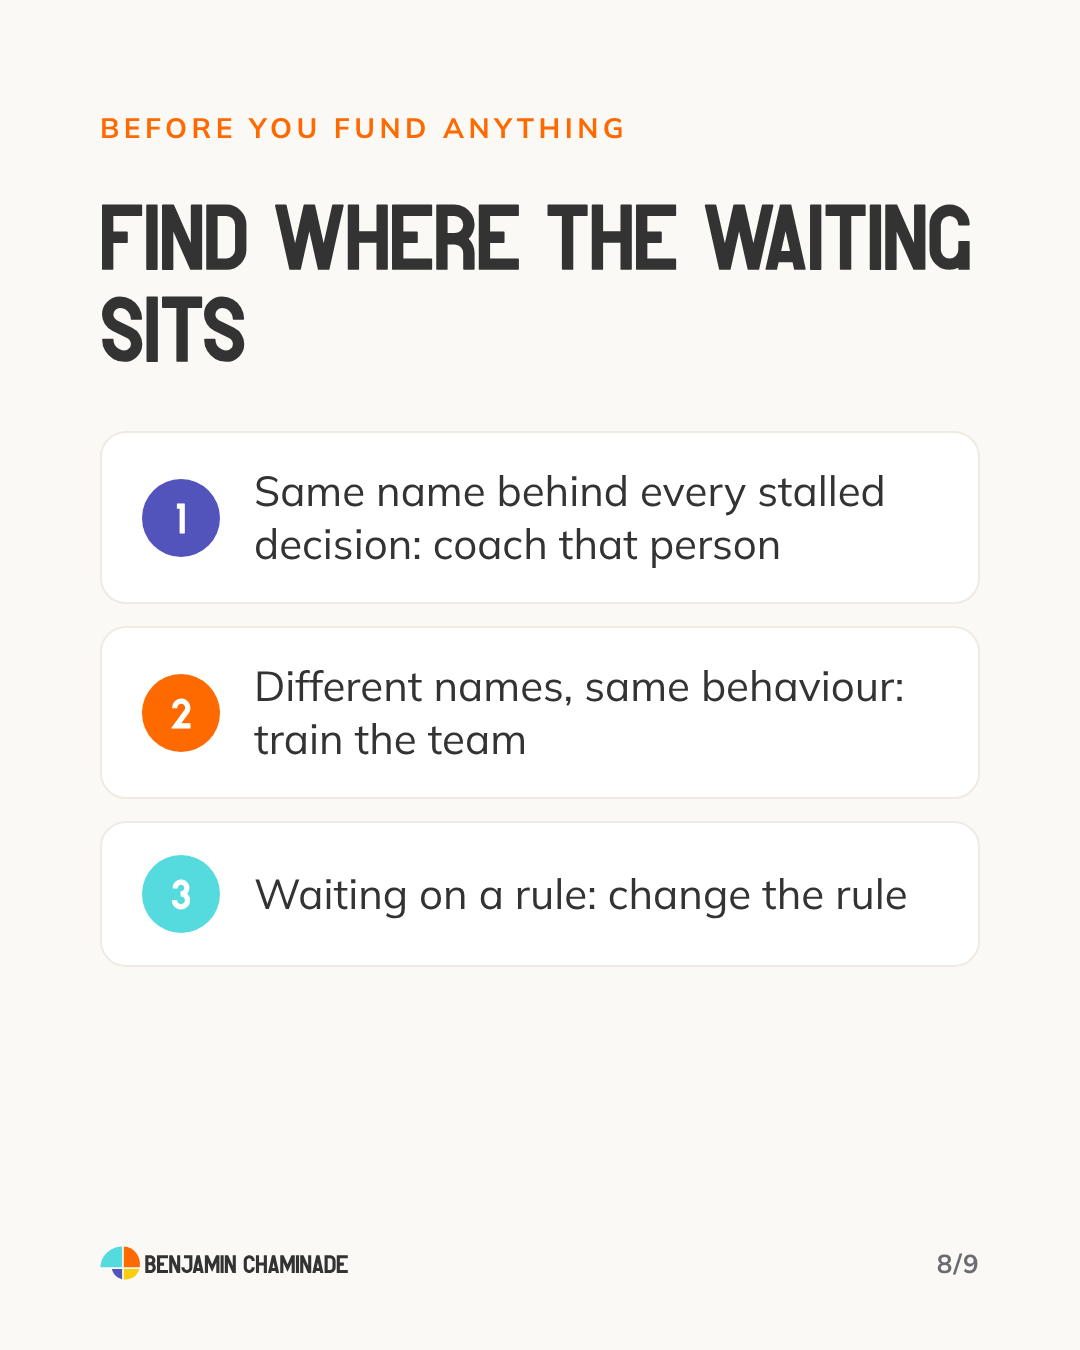 BEFORE YOU FUND ANYTHING
FIND WHERE THE WAITING
SITS
1
Same name behind every stalled
decision: coach that person
2
Different names, same behaviour:
train the team
3
Waiting on a rule: change the rule
BENJAMIN CHAMINADE
8/9